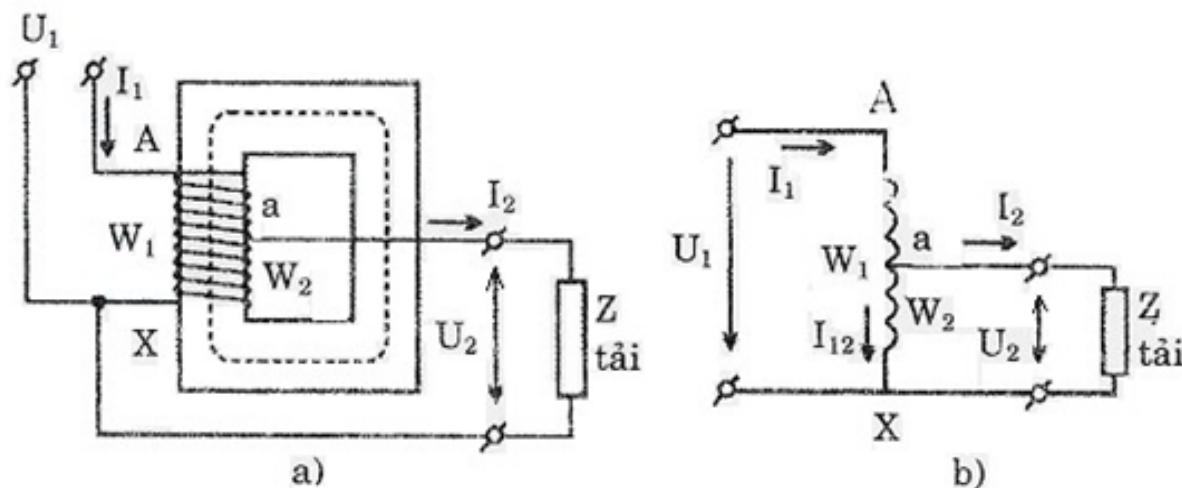 U₁
I₁
A
W₁
a
W₂
X
I₂
U₂
Z
tải
a)
A
I₁
U₁
W₁
a
I₂
W₂
I₁₂
U₂
Z
tải
X
b)